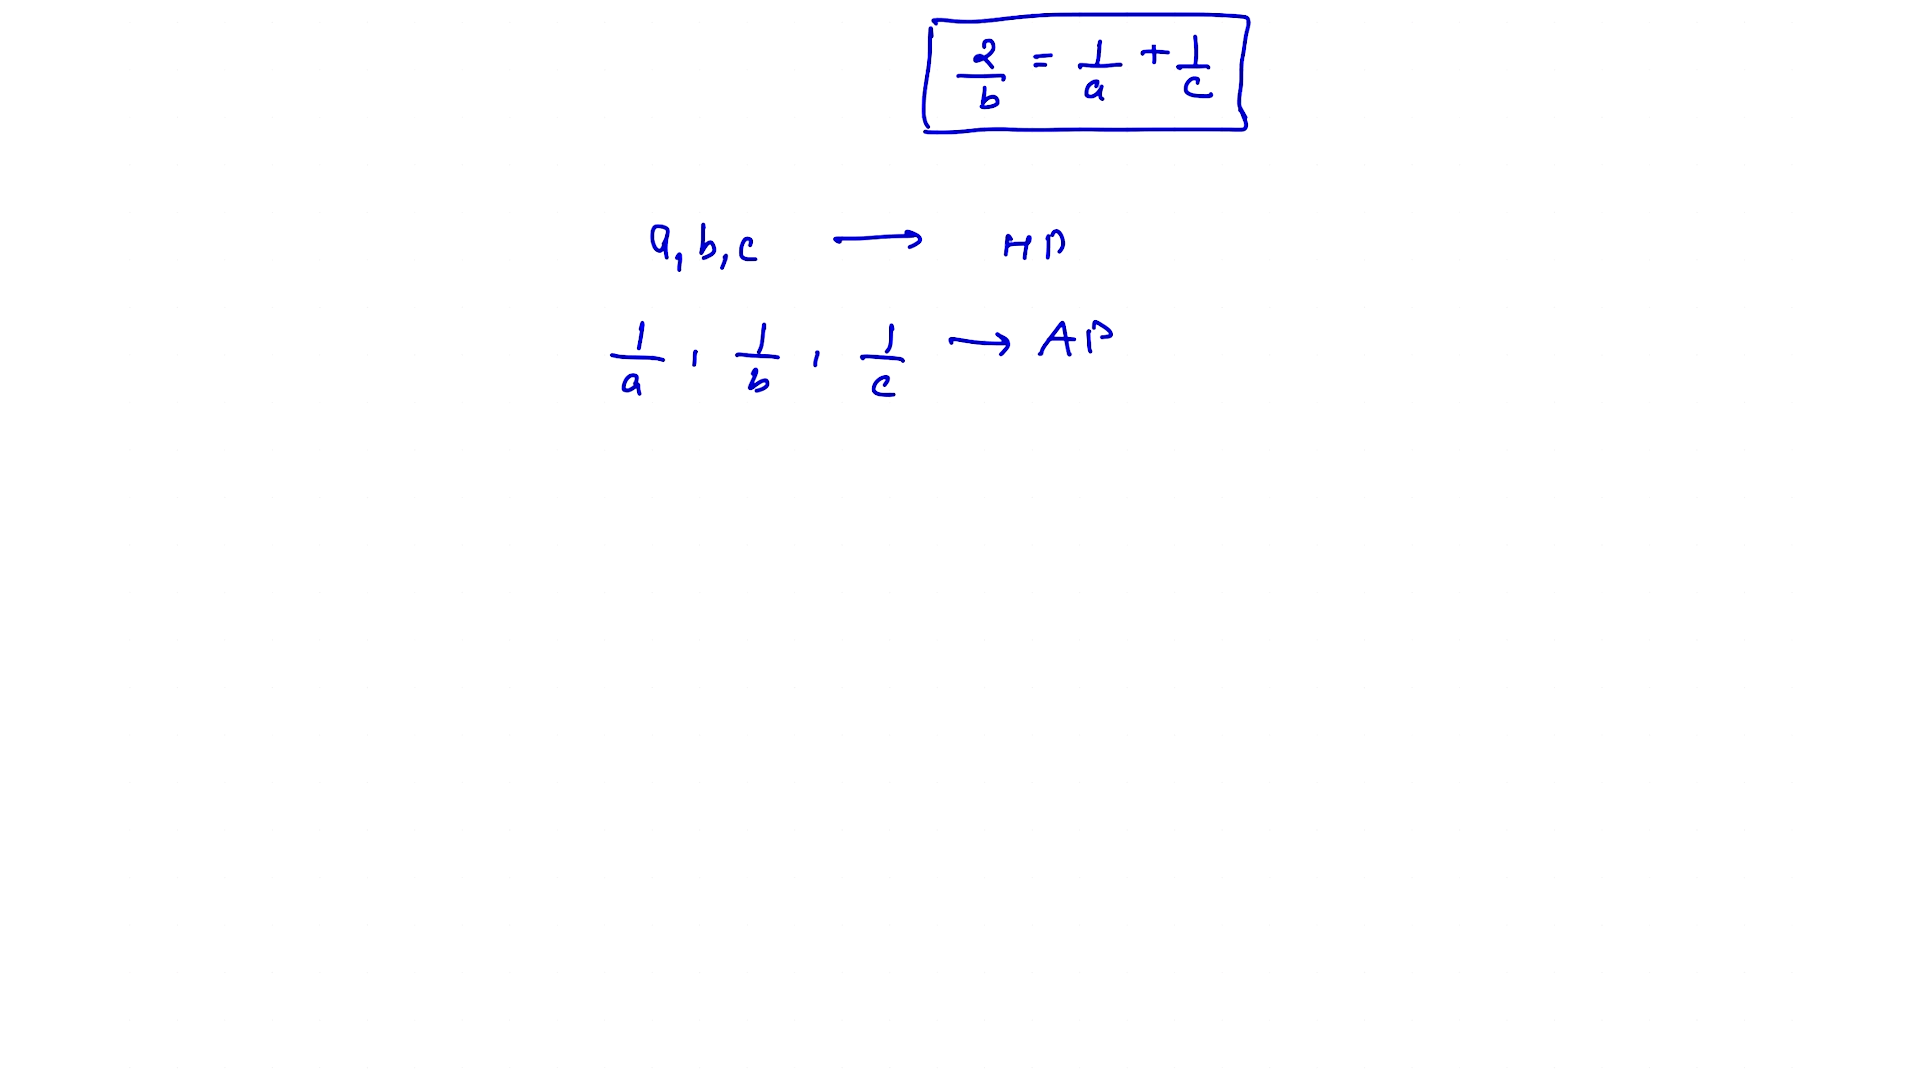 2/b = 1/a + 1/c
a, b, c → HP
1/a , 1/b , 1/c → AP